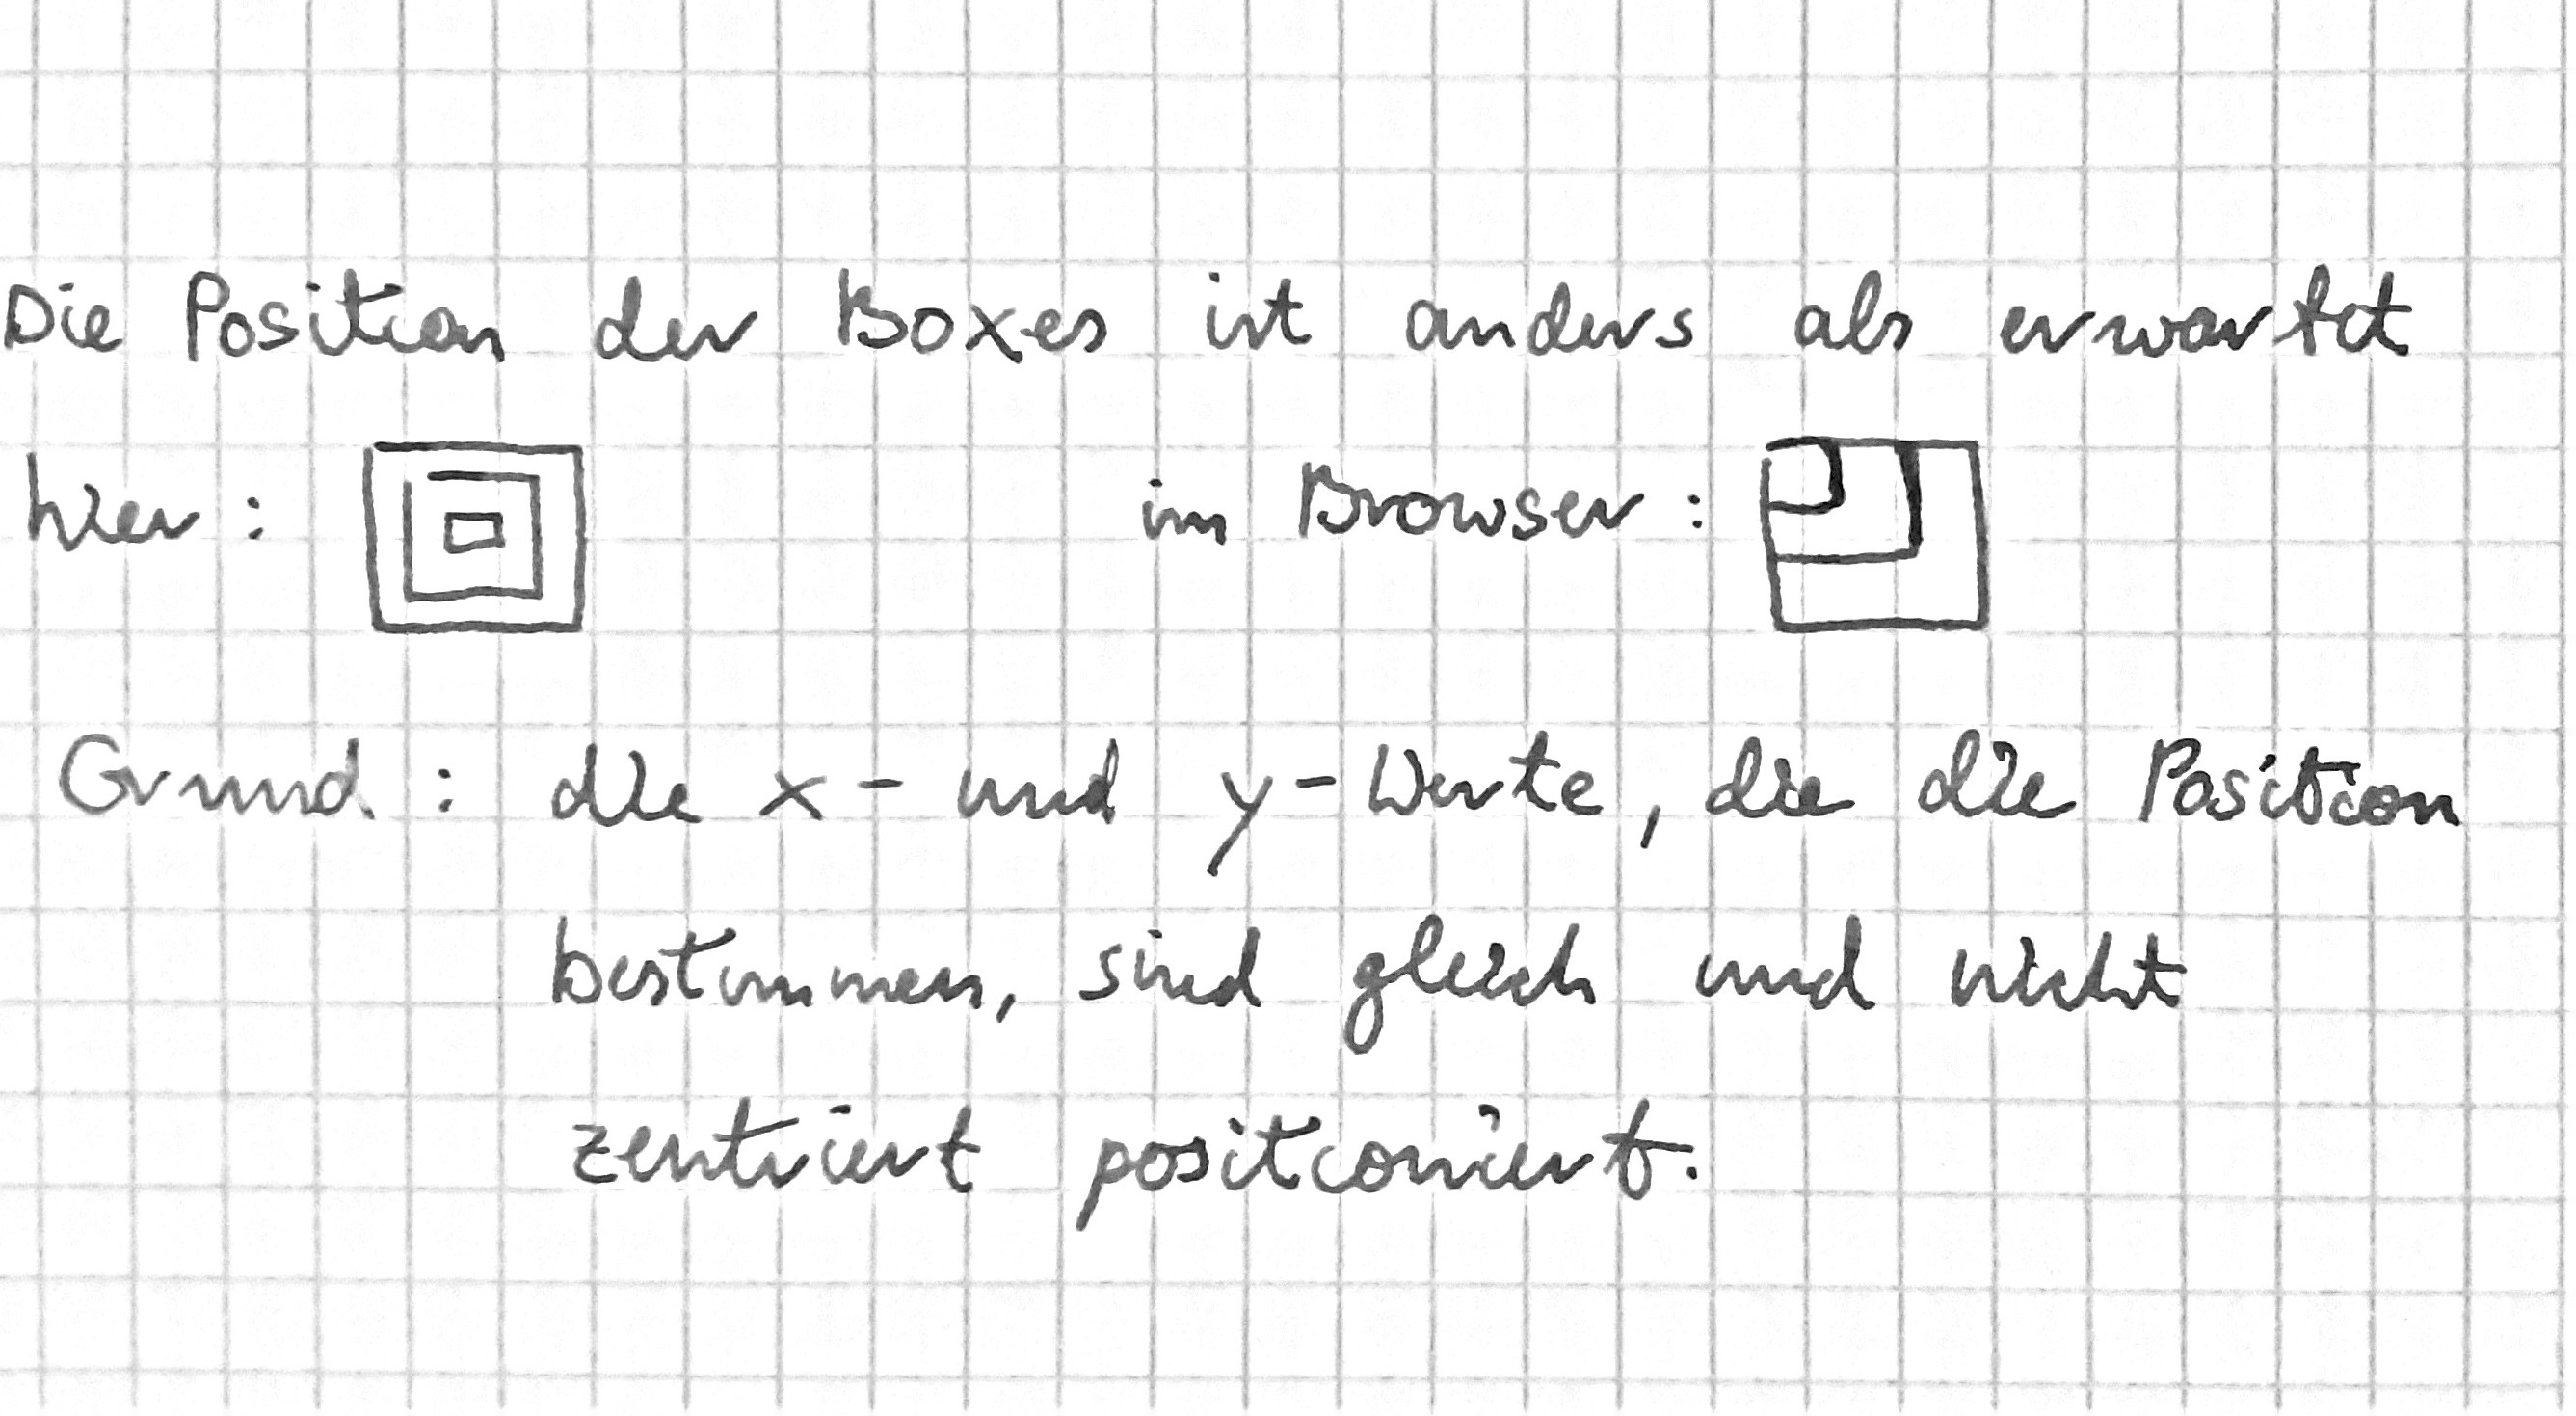 Die Position der Boxes ist anders als erwartet
hier : im Browser :
Grund : die x- und y-Werte, die die Position
bestimmen, sind gleich und nicht
zentriert positioniert.